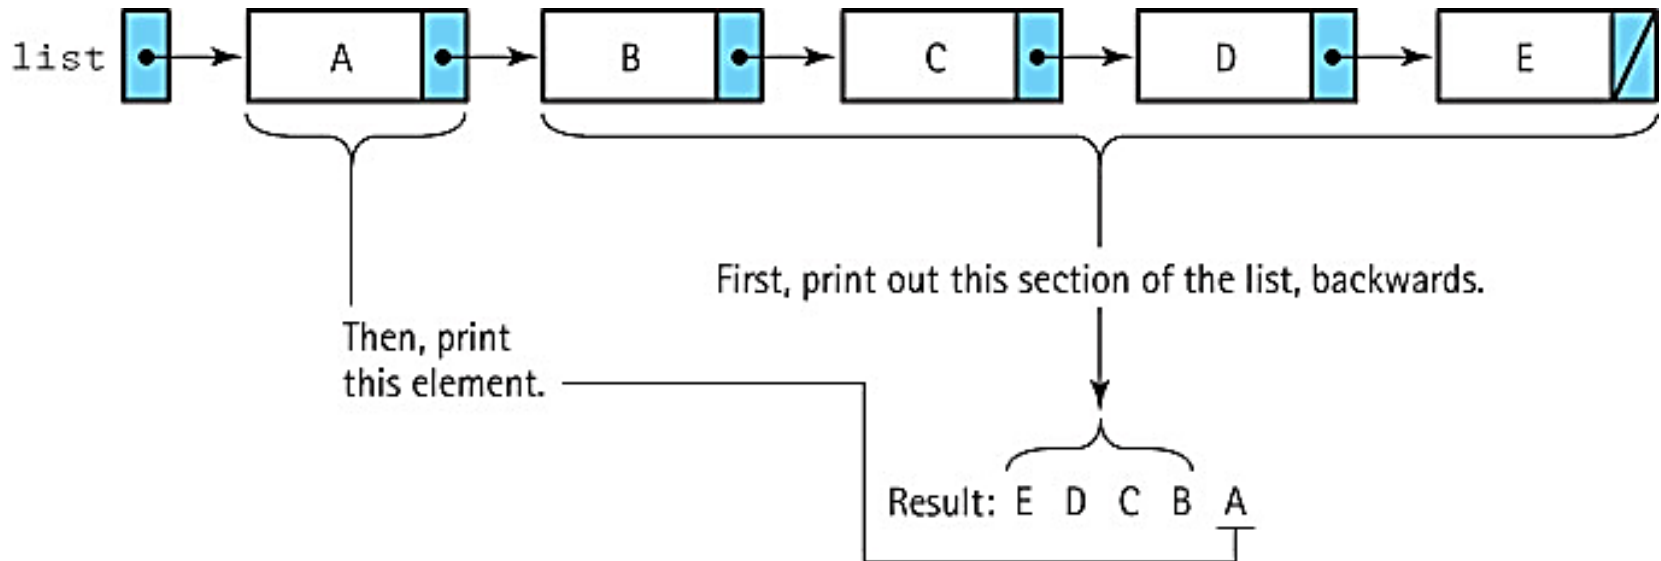 list A B C D E
First, print out this section of the list, backwards.
Then, print
this element.
Result: E D C B A